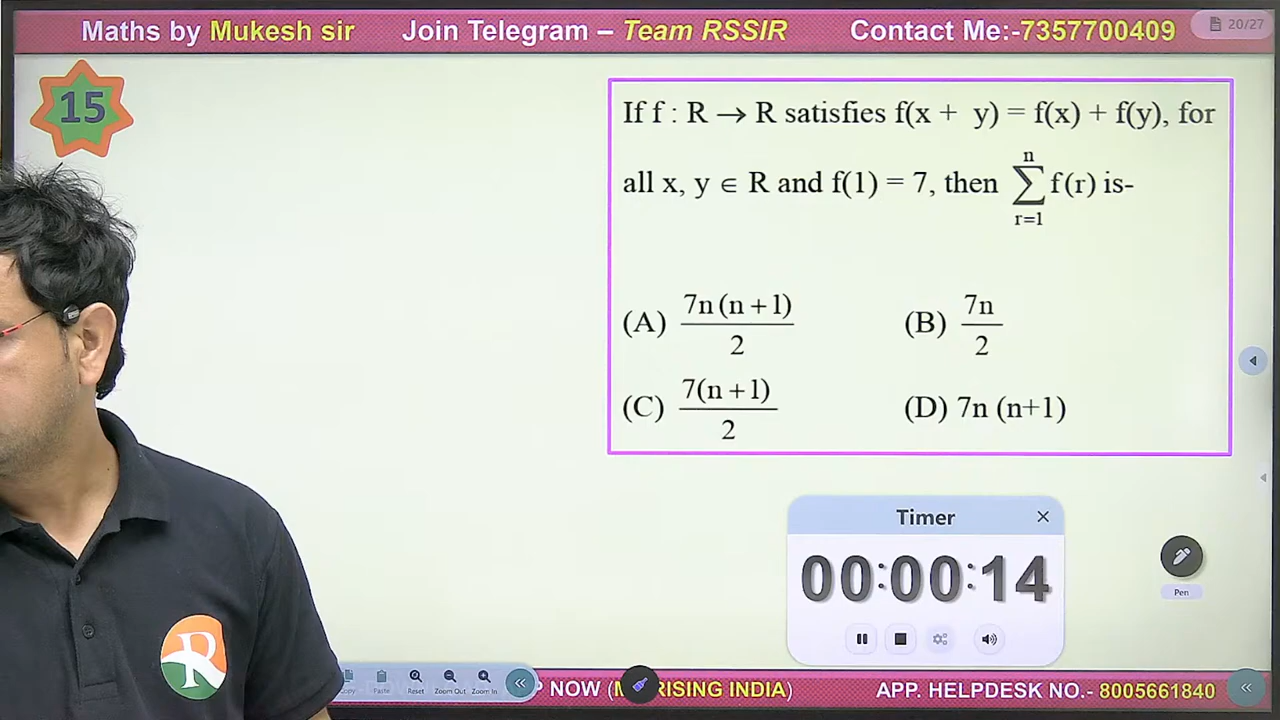 Maths by Mukesh sir Join Telegram – Team RSSIR Contact Me:-7357700409
20/27
15
If f : R → R satisfies f(x + y) = f(x) + f(y), for
all x, y ∈ R and f(1) = 7, then
n
∑ f(r) is-
r=1
(A) 7n(n+1)/2 (B) 7n/2
(C) 7(n+1)/2 (D) 7n (n+1)
Timer
00:00:14
Pen
Paste Reset Zoom Out Zoom In
P NOW ( RISING INDIA) APP. HELPDESK NO.- 8005661840
R